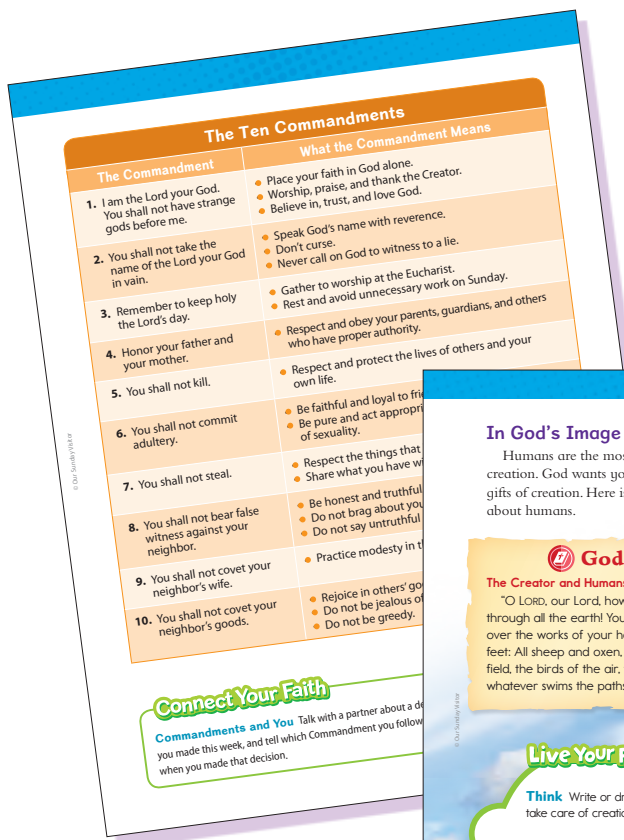 The Ten Commandments
The Commandment
What the Commandment Means
1. I am the Lord your God.
You shall not have strange
gods before me.
Place your faith in God alone.
Worship, praise, and thank the Creator.
Believe in, trust, and love God.
2. You shall not take the
name of the Lord your God
in vain.
Speak God's name with reverence.
Don't curse.
Never call on God to witness to a lie.
3. Remember to keep holy
the Lord's day.
Gather to worship at the Eucharist.
Rest and avoid unnecessary work on Sunday.
4. Honor your father and
your mother.
Respect and obey your parents, guardians, and others
who have proper authority.
5. You shall not kill.
Respect and protect the lives of others and your
own life.
6. You shall not commit
adultery.
Be faithful and loyal to
Be pure and act
of sexuality.
7. You shall not steal.
Respect the things that
Share what you have
8. You shall not bear false
witness against your
neighbor.
Be honest and truthful
Do not brag about
Do not say untruthful
9. You shall not covet your
neighbor's wife.
Practice modesty in
10. You shall not covet your
neighbor's goods.
Rejoice in others'
Do not be jealous of
Do not be greedy.
© Our Sunday Visitor
Connect Your Faith
Commandments and You Talk with a partner about a
you made this week, and tell which Commandment you
when you made that decision.
In God's Image
Humans are the
creation. God wants
gifts of creation. Here
about humans.
God
The Creator and
"O LORD, our Lord,
through all the earth!
over the works of your
feet: All sheep and oxen,
field, the birds of the air,
whatever swims the
© Our Sunday Visitor
Live Your
Think Write or
take care of